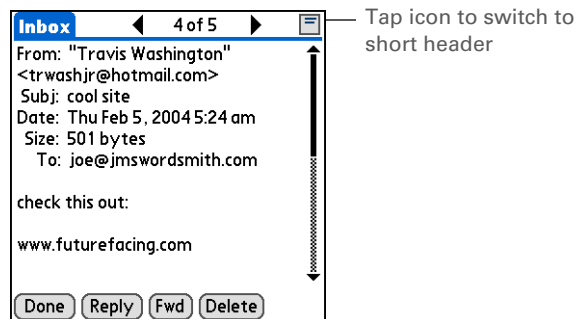 Inbox 4 of 5
Tap icon to switch to
short header
From: "Travis Washington"
<trwashjr@hotmail.com>
Subj: cool site
Date: Thu Feb 5, 2004 5:24 am
Size: 501 bytes
To: joe@jmswordsmith.com
check this out:
www.futurefacing.com
Done Reply Fwd Delete